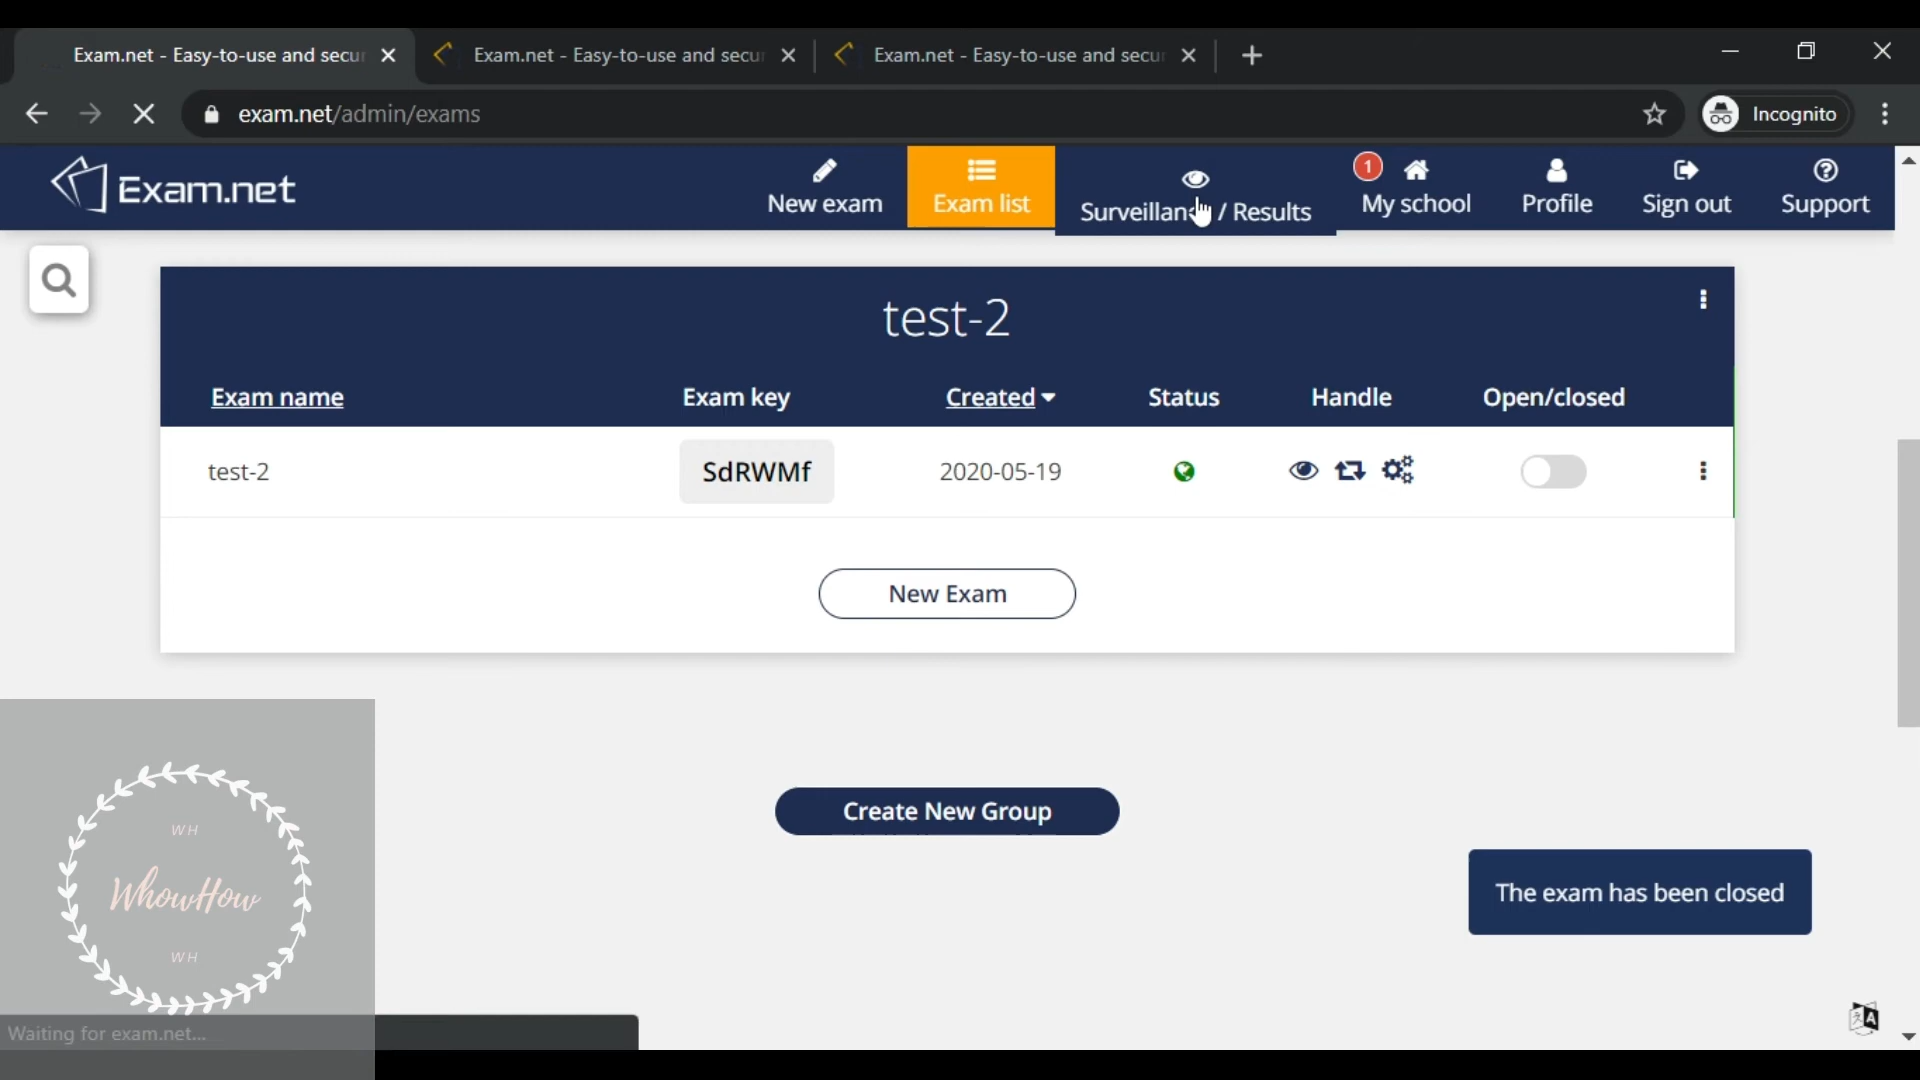 Exam.net - Easy-to-use and secu
Exam.net - Easy-to-use and secu
Exam.net - Easy-to-use and secu
exam.net/admin/exams
Incognito
Exam.net
New exam
Exam list
Surveillan / Results
1
My school
Profile
Sign out
Support
test-2
Exam name
Exam key
Created
Status
Handle
Open/closed
test-2
SdRWMf
2020-05-19
New Exam
Create New Group
The exam has been closed
WH
WhowHow
WH
Waiting for exam.net...
A